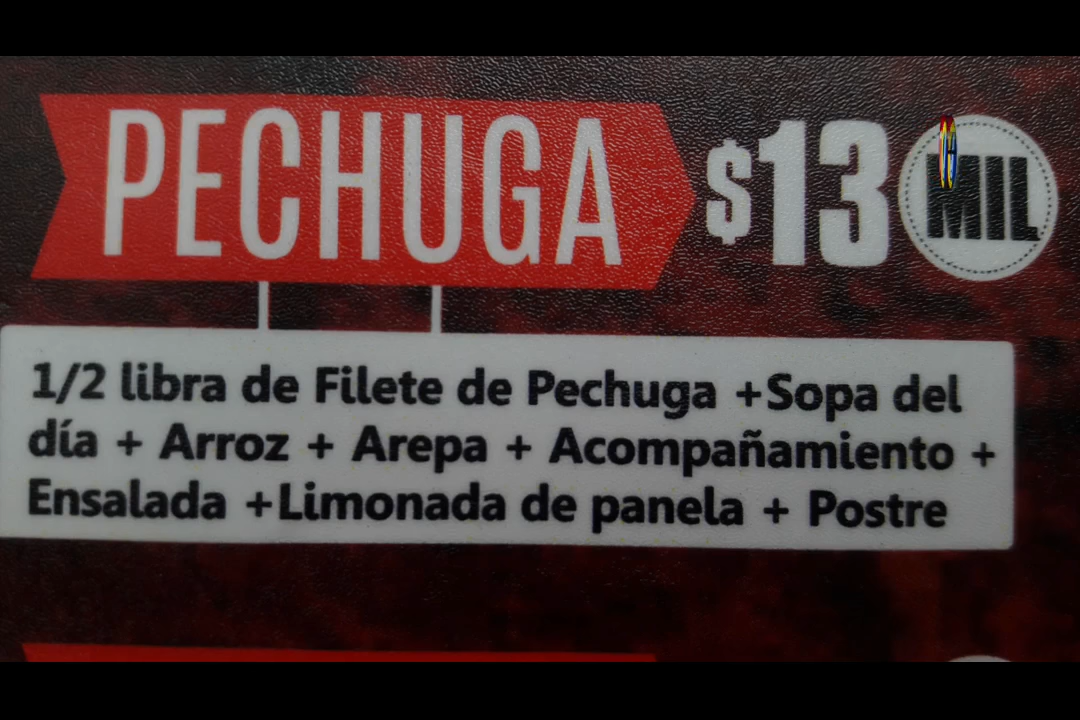 PECHUGA $13 MIL
1/2 libra de Filete de Pechuga +Sopa del
día + Arroz + Arepa + Acompañamiento +
Ensalada +Limonada de panela + Postre